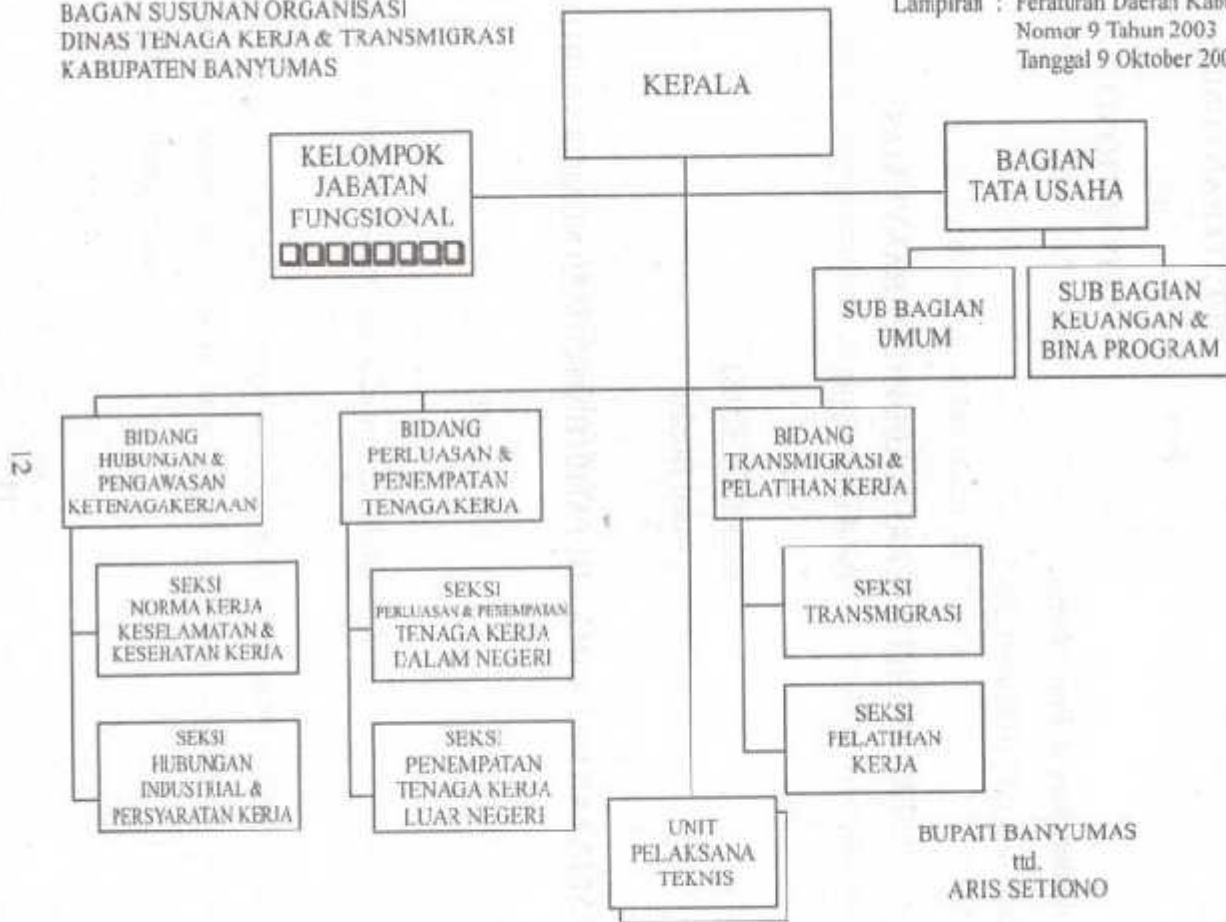 BAGAN SUSUNAN ORGANISASI
DINAS TENAGA KERJA & TRANSMIGRASI
KABUPATEN BANYUMAS
Lampiran : Peraturan Daerah Kabu
Nomor 9 Tahun 2003
Tanggal 9 Oktober 200
KEPALA
KELOMPOK
JABATAN
FUNGSIONAL
BAGIAN
TATA USAHA
SUB BAGIAN
UMUM
SUB BAGIAN
KEUANGAN &
BINA PROGRAM
BIDANG
HUBUNGAN &
PENGAWASAN
KETENAGAKERJAAN
BIDANG
PERLUASAN &
PENEMPATAN
TENAGA KERJA
BIDANG
TRANSMIGRASI &
PELATIHAN KERJA
SEKSI
NORMA KERJA
KESELAMATAN &
KESEHATAN KERJA
SEKSI
PERLUASAN & PENEMPATAN
TENAGA KERJA
DALAM NEGERI
SEKSI
TRANSMIGRASI
SEKSI
HUBUNGAN
INDUSTRIAL &
PERSYARATAN KERJA
SEKSI
PENEMPATAN
TENAGA KERJA
LUAR NEGERI
SEKSI
PELATIHAN
KERJA
UNIT
PELAKSANA
TEKNIS
BUPATI BANYUMAS
ttd.
ARIS SETIONO
12